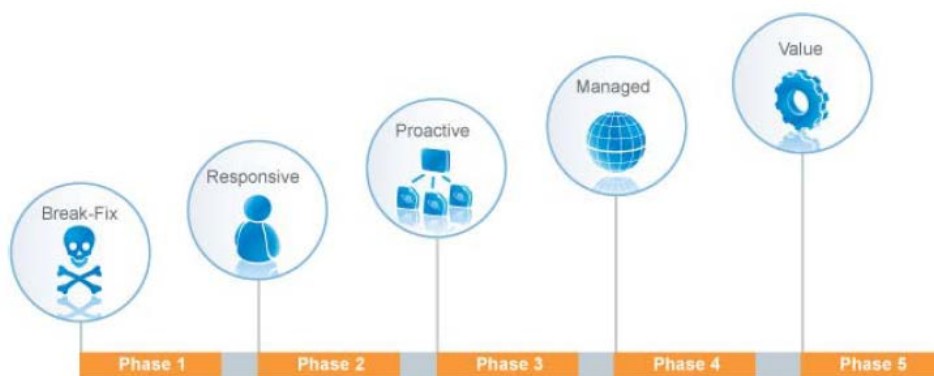 Value
Managed
Proactive
Responsive
Break-Fix
Phase 1
Phase 2
Phase 3
Phase 4
Phase 5